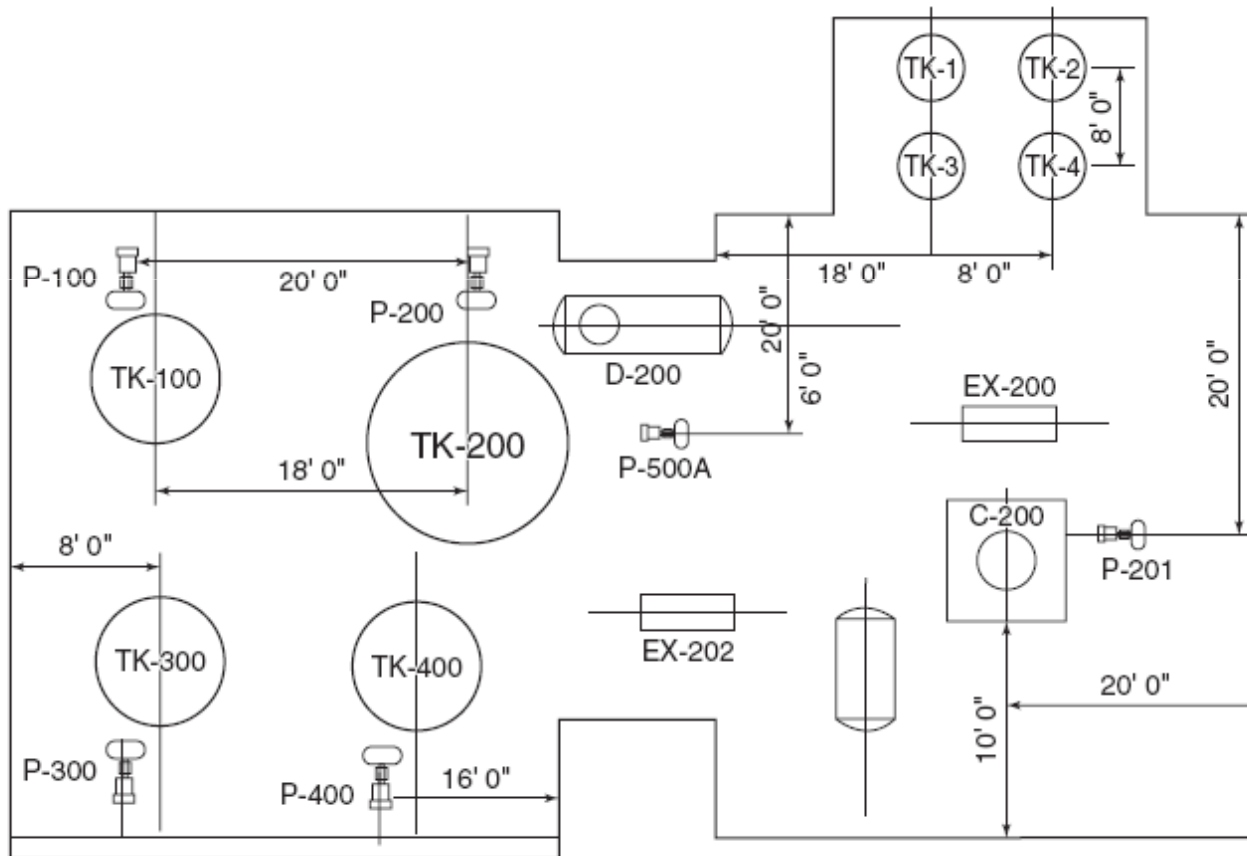 TK-1
TK-2
TK-3
TK-4
8' 0"
P-100
20' 0"
P-200
18' 0"
8' 0"
20' 0"
6' 0"
20' 0"
D-200
TK-100
EX-200
TK-200
P-500A
18' 0"
C-200
8' 0"
P-201
TK-300
TK-400
EX-202
20' 0"
10' 0"
P-300
P-400
16' 0"